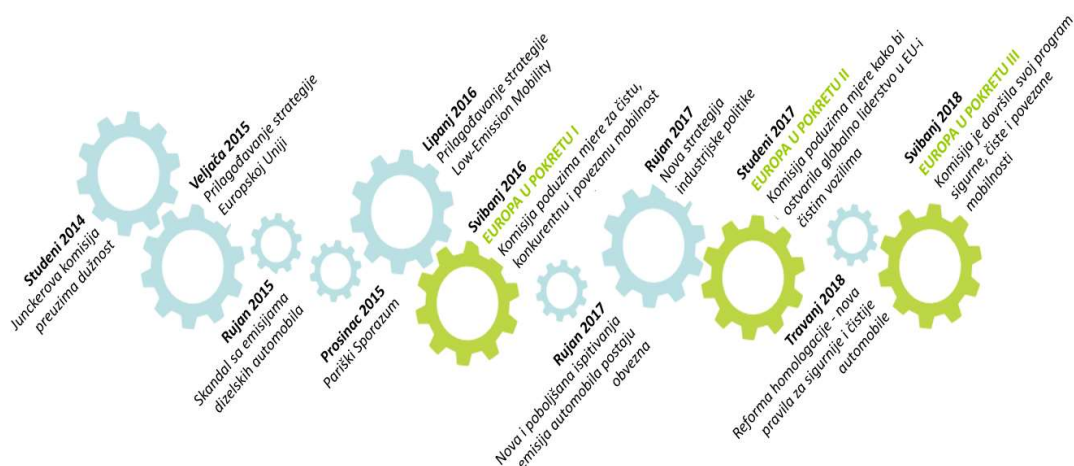 Studeni 2014
Junckerova komisija
preuzima dužnost
Veljača 2015
Prilagođavanje strategije
Europskoj Uniji
Rujan 2015
Skandal sa emisijama
dizelskih automobila
Prosinac 2015
Pariški Sporazum
Lipanj 2016
Prilagođavanje strategije
Low-Emission Mobility
Svibanj 2016
EUROPA U POKRETU I
Komisija poduzima mjere za čistu,
konkurentnu i povezanu mobilnost
Rujan 2017
Nova i poboljšana ispitivanja
emisija automobila postaju
obvezna
Rujan 2017
Nova strategija
industrijske politike
Studeni 2017
EUROPA U POKRETU II
Komisija poduzima mjere kako bi
ostvarila globalno liderstvo u EU-i
čistim vozilima
Travanj 2018
Reforma homologacije - nova
pravila za sigurnije i čistije
automobile
Svibanj 2018
EUROPA U POKRETU III
Komisija je dovršila svoj program
sigurne, čiste i povezane
mobilnosti